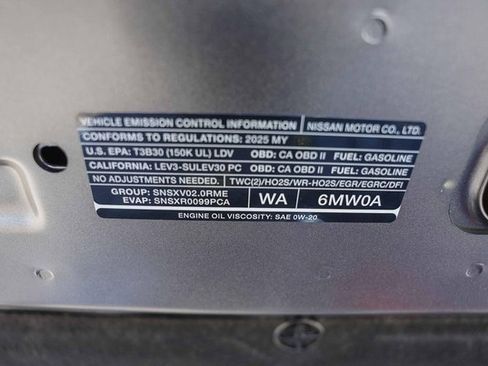 VEHICLE EMISSION CONTROL INFORMATION NISSAN MOTOR CO., LTD.
CONFORMS TO REGULATIONS: 2025 MY
U.S. EPA: T3B30 (150K UL) LDV OBD: CA OBD II FUEL: GASOLINE
CALIFORNIA: LEV3-SULEV30 PC OBD: CA OBD II FUEL: GASOLINE
NO ADJUSTMENTS NEEDED. TWC(2)/HO2S/WR-HO2S/EGR/EGRC/DFI
GROUP: SNSXV02.0RME
EVAP: SNSXR0099PCA
WA 6MW0A
ENGINE OIL VISCOSITY: SAE 0W-20